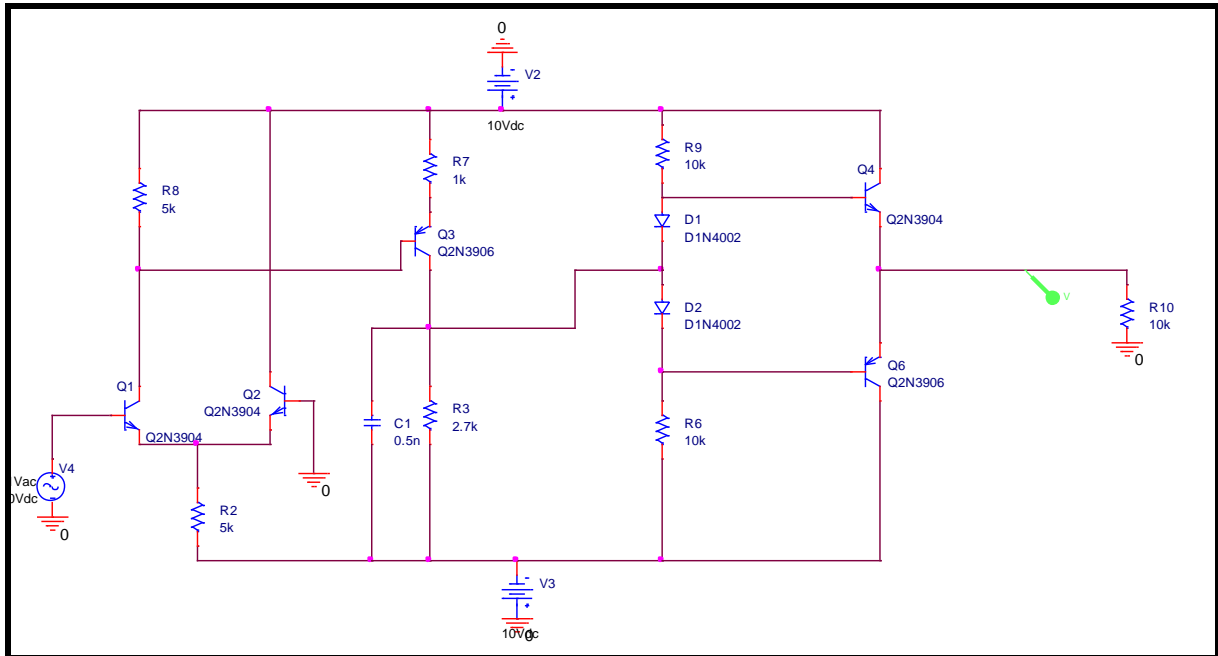 0
V2
10Vdc
R8
5k
R7
1k
Q3
Q2N3906
R9
10k
D1
D1N4002
Q4
Q2N3904
D2
D1N4002
V
R10
10k
0
Q1
Q2N3904
Q2
Q2N3904
0
C1
0.5n
R3
2.7k
R6
10k
Q6
Q2N3906
V4
Vac
0Vdc
0
R2
5k
V3
10Vdc
0